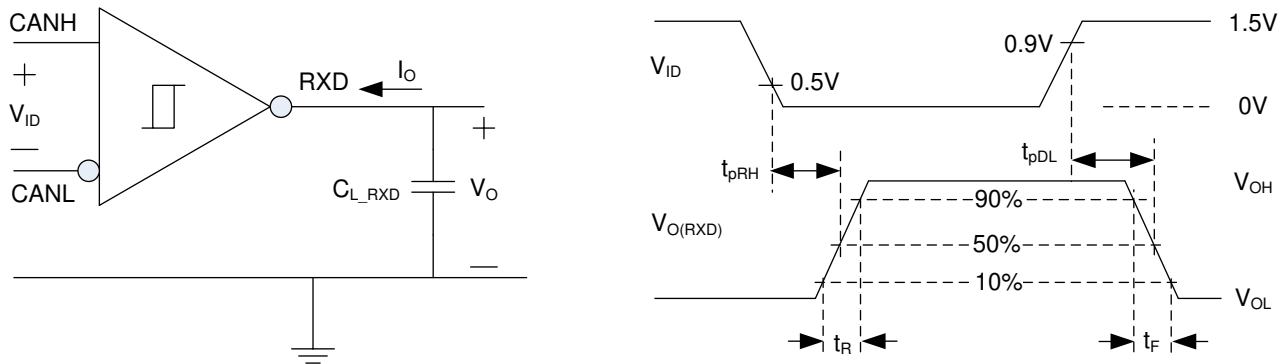 CANH
+
V_ID
—
CANL
RXD
I_O
+
C_L_RXD
V_O
—
V_ID
0.5V
0.9V
1.5V
0V
t_pRH
t_pDL
V_O(RXD)
90%
50%
10%
V_OH
V_OL
t_R
t_F